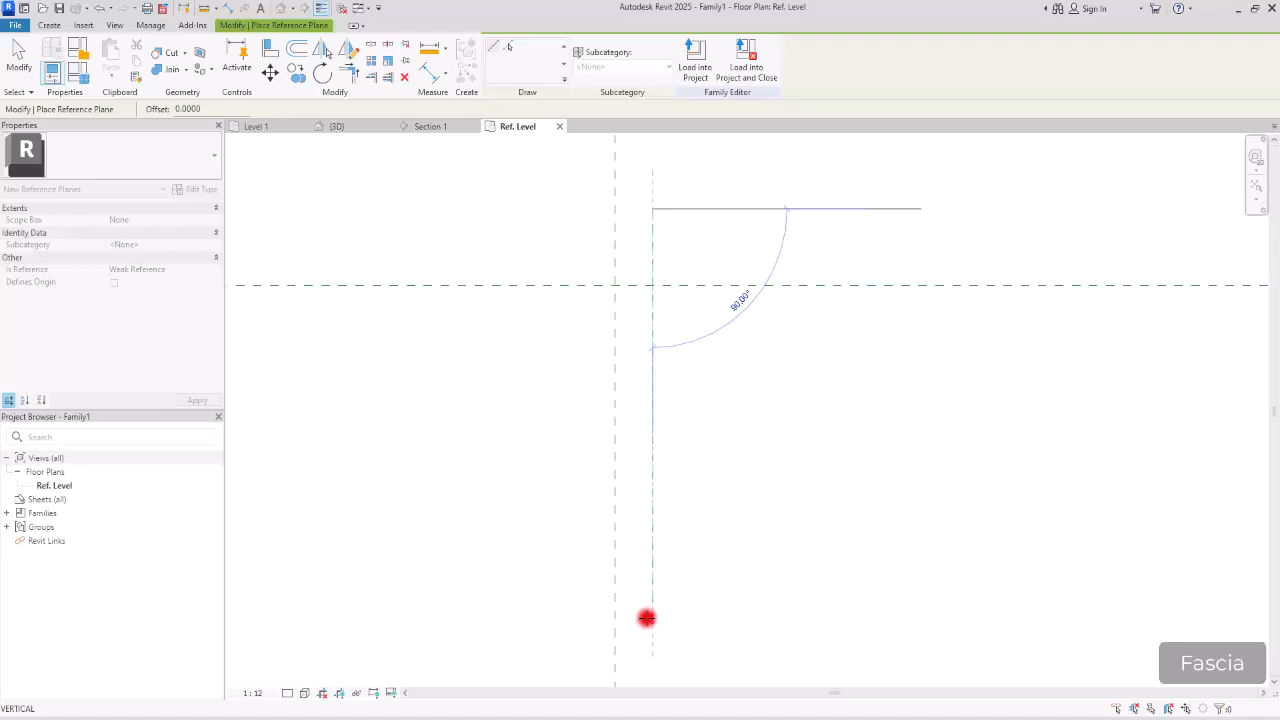 Autodesk Revit 2025 - Family1 - Floor Plan: Ref. Level
Sign In
File Create Insert View Manage Add-Ins Modify | Place Reference Plane
Modify
Paste
Cut
Join
Activate
Subcategory:
<None>
Load into Project
Load into Project and Close
Select Properties Clipboard Geometry Controls Modify Measure Create Draw Subcategory Family Editor
Modify | Place Reference Plane Offset: 0.0000
Properties
Level 1 {3D} Section 1 Ref. Level
R
New Reference Planes Edit Type
Extents
Scope Box None
Identity Data
Subcategory <None>
Other
Is Reference Weak Reference
Defines Origin
90.00°
Apply
Project Browser - Family1
Search
Views (all)
Floor Plans
Ref. Level
Sheets (all)
Families
Groups
Revit Links
Fascia
1 : 12
VERTICAL
:0